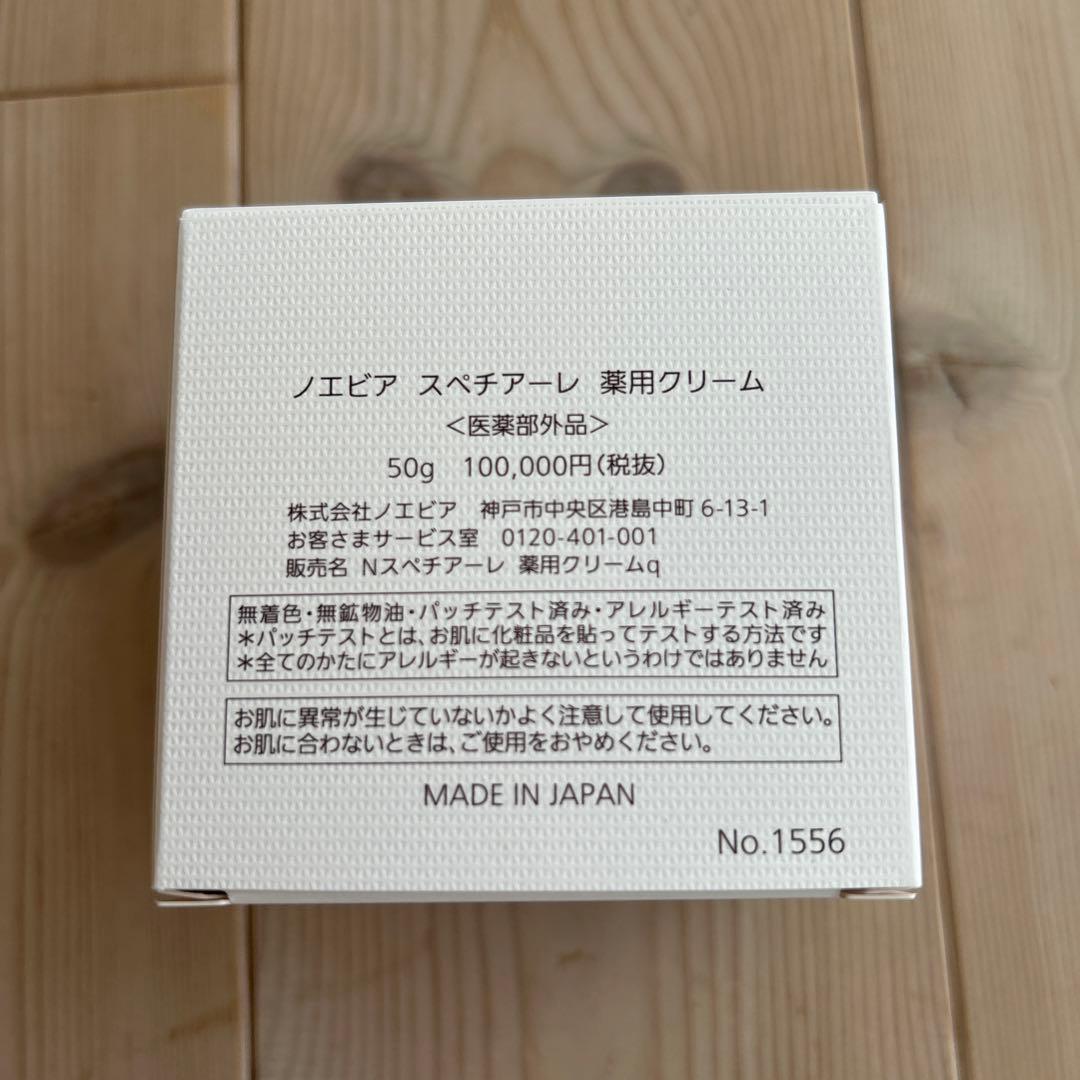 ノエビア スペチアーレ 薬用クリーム
<医薬部外品>
50g 100,000円(税抜)
株式会社ノエビア 神戸市中央区港島中町6-13-1
お客さまサービス室 0120-401-001
販売名 Nスペチアーレ 薬用クリームq
無着色・無鉱物油・パッチテスト済み・アレルギーテスト済み
*パッチテストとは、お肌に化粧品を貼ってテストする方法です
*全てのかたにアレルギーが起きないというわけではありません
お肌に異常が生じていないかよく注意して使用してください。
お肌に合わないときは、ご使用をおやめください。
MADE IN JAPAN
No.1556